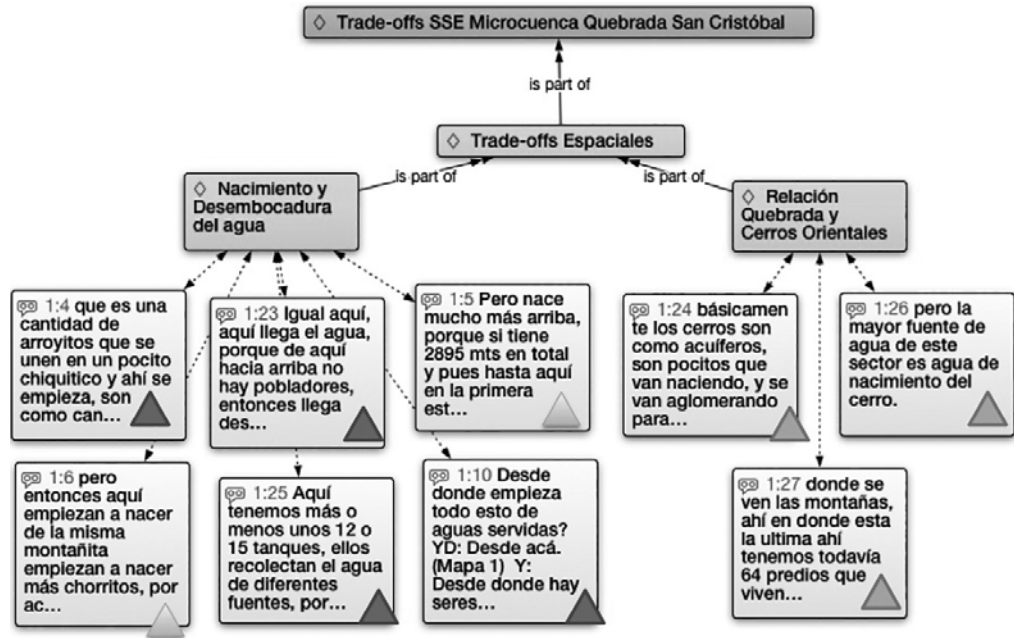 Trade-offs SSE Microcuenca Quebrada San Cristóbal
is part of
Trade-offs Espaciales
is part of
is part of
Nacimiento y
Desembocadura
del agua
Relación
Quebrada y
Cerros Orientales
1:4 que es una
cantidad de
arroyitos que se
unen en un pocito
chiquitico y ahí se
empieza, son
como can...
1:23 Igual aquí,
aquí llega el agua,
porque de aquí
hacia arriba no
hay pobladores,
entonces llega
des...
1:5 Pero nace
mucho más arriba,
porque si tiene
2895 mts en total
y pues hasta aquí
en la primera
est...
1:24 básicamen
te los cerros son
como acuíferos,
son pocitos que
van naciendo, y se
van aglomerando
para...
1:26 pero la
mayor fuente de
agua de este
sector es agua de
nacimiento del
cerro.
1:6 pero
entonces aquí
empiezan a nacer
de la misma
montañita
empiezan a nacer
más chorritos, por
ac...
1:25 Aquí
tenemos más o
menos unos 12 o
15 tanques, ellos
recolectan el agua
de diferentes
fuentes, por...
1:10 Desde
donde empieza
todo esto de
aguas servidas?
YD: Desde acá.
(Mapa 1) Y:
Desde donde hay
seres...
1:27 donde se
ven las montañas,
ahí en donde esta
la ultima ahí
tenemos todavía
64 predios que
viven...